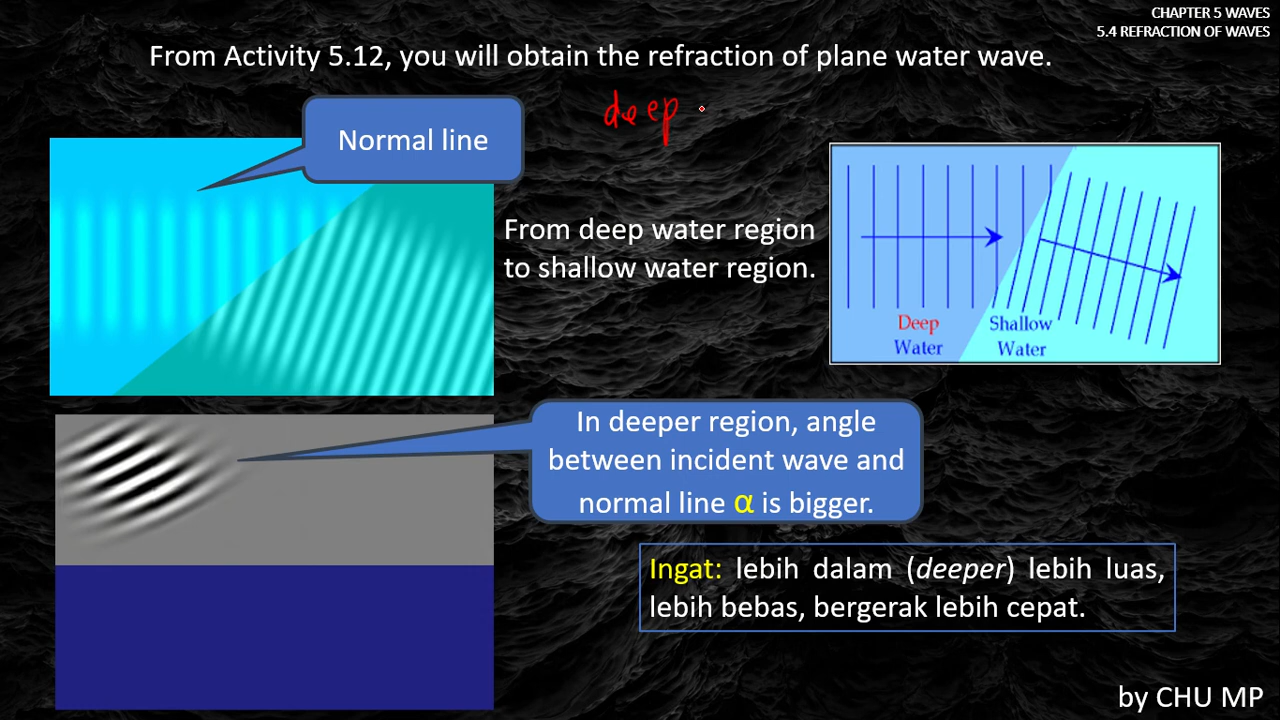 CHAPTER 5 WAVES
5.4 REFRACTION OF WAVES
From Activity 5.12, you will obtain the refraction of plane water wave.
deep
Normal line
From deep water region
to shallow water region.
Deep
Water
Shallow
Water
In deeper region, angle
between incident wave and
normal line α is bigger.
Ingat: lebih dalam (deeper) lebih luas,
lebih bebas, bergerak lebih cepat.
by CHU MP